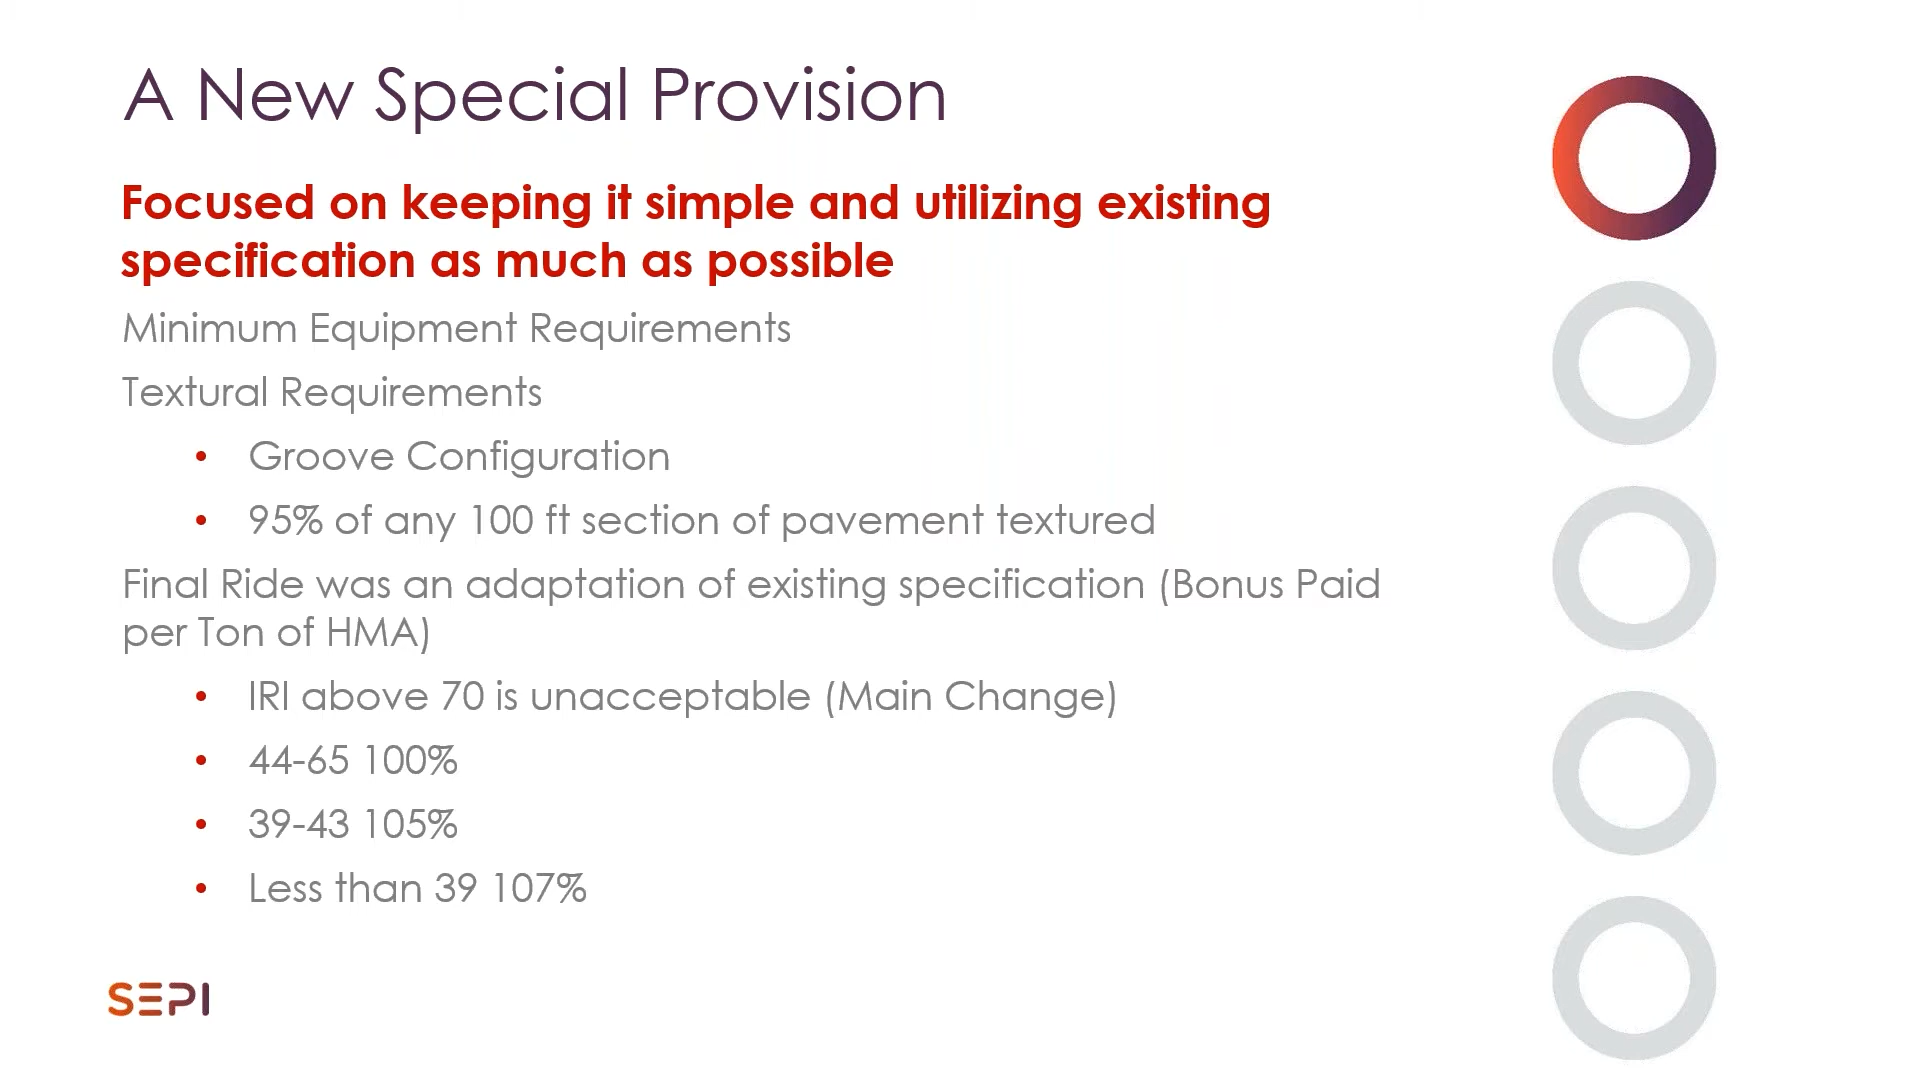 A New Special Provision
Focused on keeping it simple and utilizing existing
specification as much as possible
Minimum Equipment Requirements
Textural Requirements
• Groove Configuration
• 95% of any 100 ft section of pavement textured
Final Ride was an adaptation of existing specification (Bonus Paid
per Ton of HMA)
• IRI above 70 is unacceptable (Main Change)
• 44-65 100%
• 39-43 105%
• Less than 39 107%
SEPI